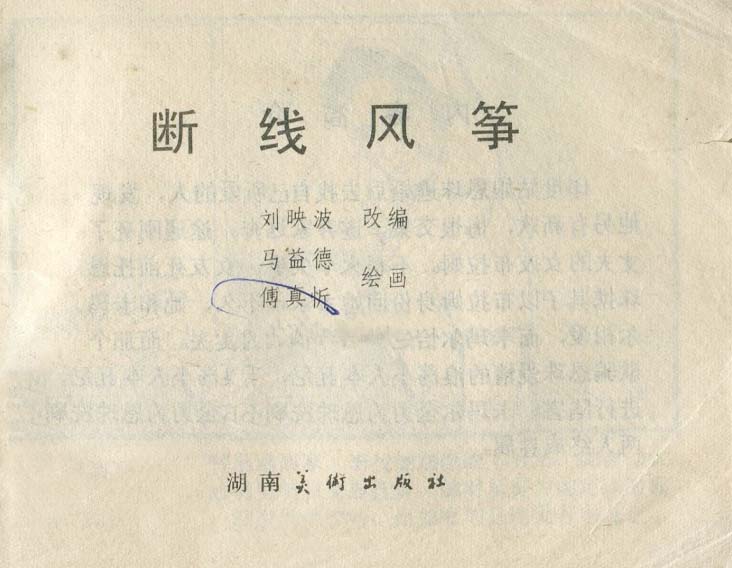 断线风筝
刘映波 改编
马益德
傅真忻 绘画
湖南美術出版社